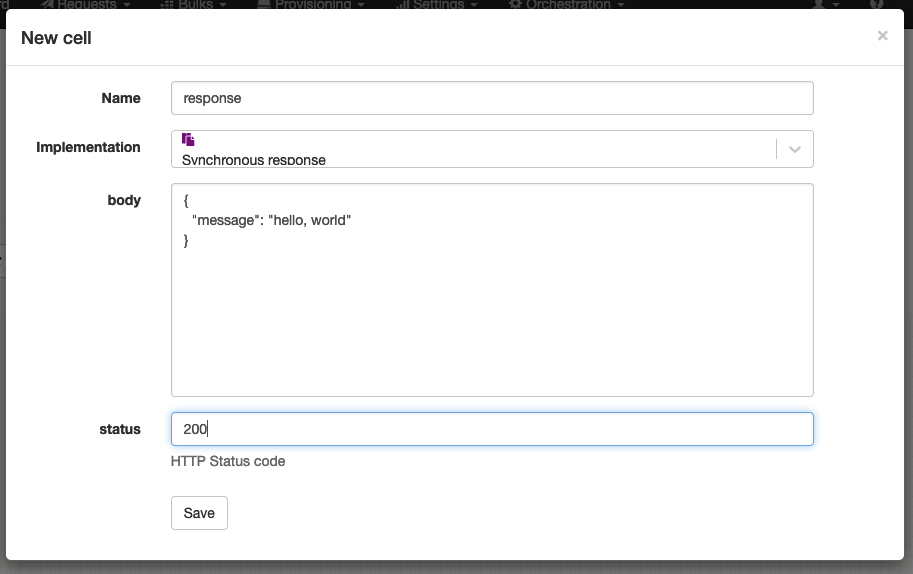 Requests Bulks Provisioning Settings Orchestration
New cell ×
Name response
Implementation Synchronous response
body {
"message": "hello, world"
}
status 200
HTTP Status code
Save